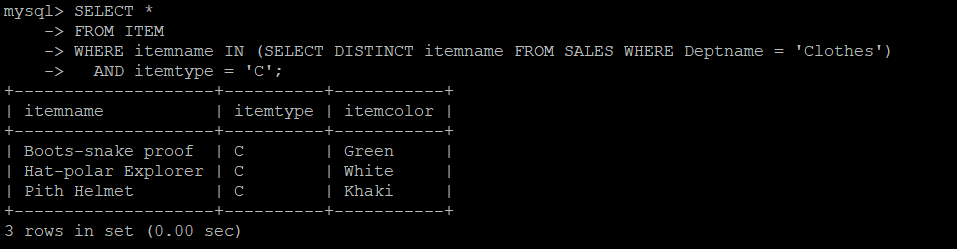 mysql> SELECT *
    -> FROM ITEM
    -> WHERE itemname IN (SELECT DISTINCT itemname FROM SALES WHERE Deptname = 'Clothes')
    ->   AND itemtype = 'C';
+--------------------+----------+-----------+
| itemname           | itemtype | itemcolor |
+--------------------+----------+-----------+
| Boots-snake proof  | C        | Green     |
| Hat-polar Explorer | C        | White     |
| Pith Helmet        | C        | Khaki     |
+--------------------+----------+-----------+
3 rows in set (0.00 sec)